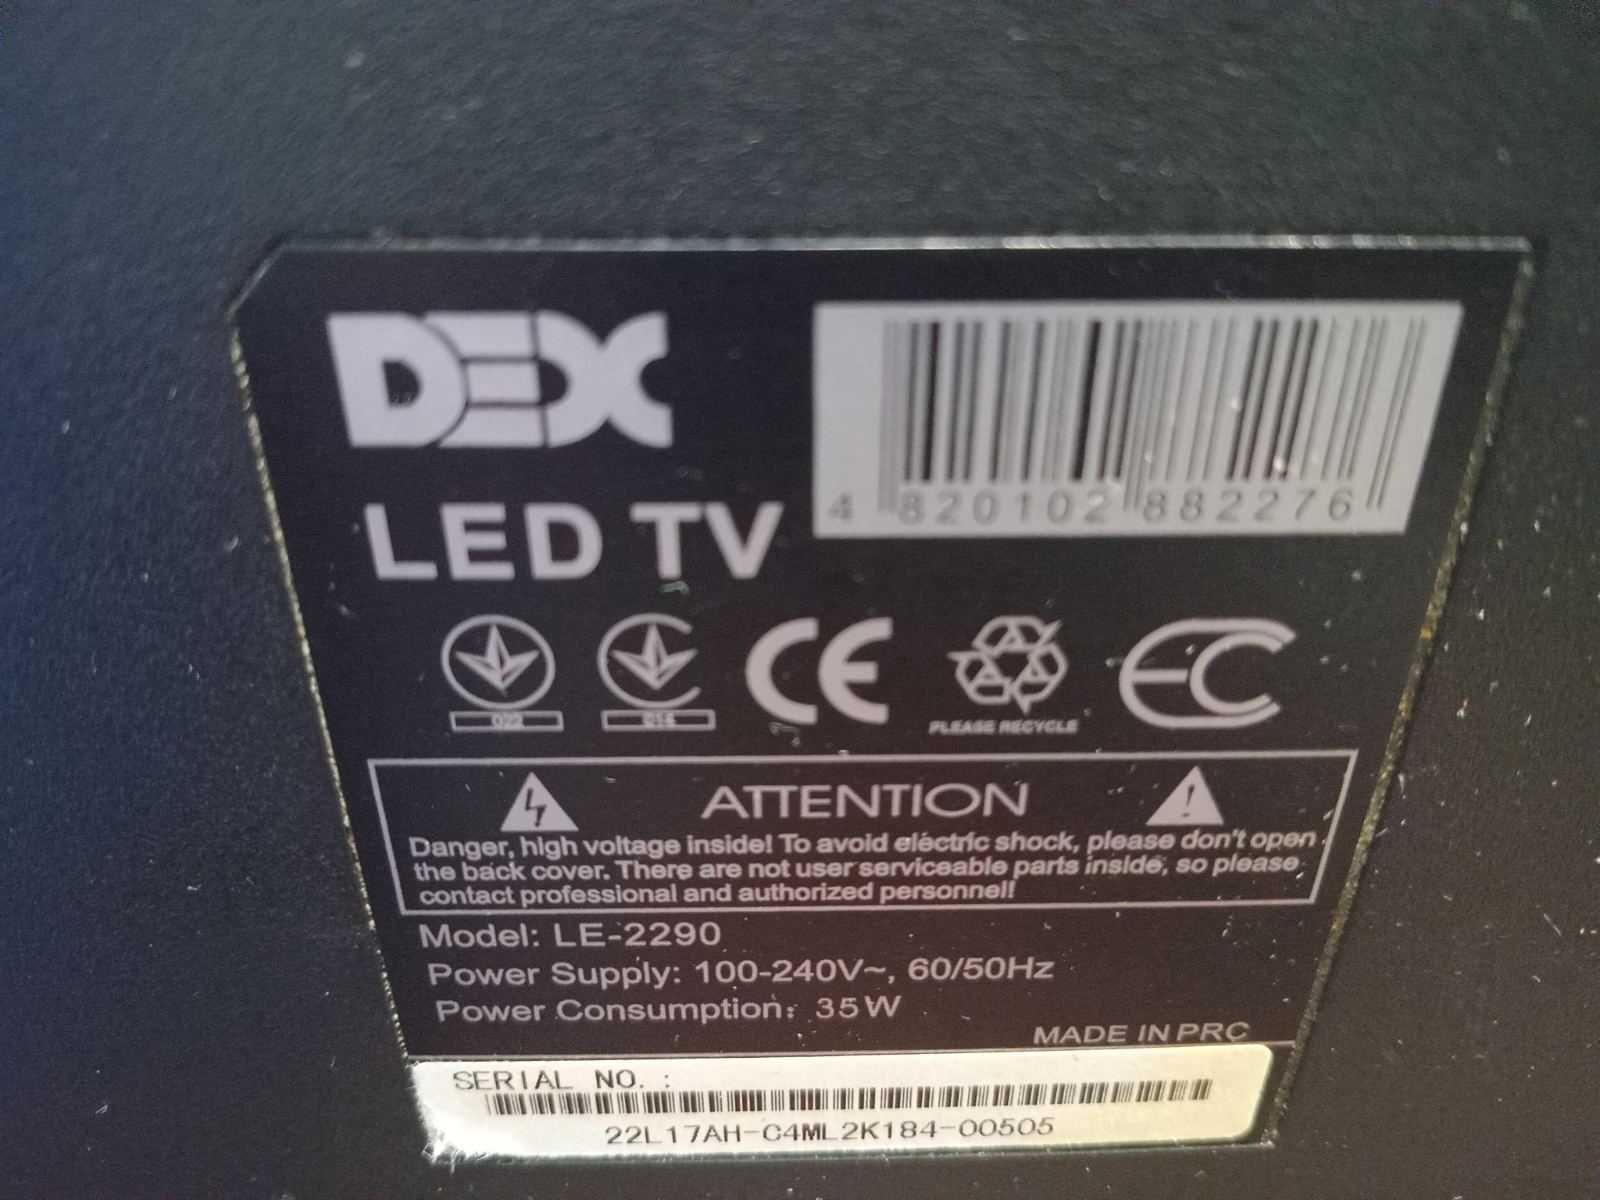 DEX
4 820102 882276
LED TV
022
CE
PLEASE RECYCLE
EC
ATTENTION
Danger, high voltage inside! To avoid electric shock, please don't open
the back cover. There are not user serviceable parts inside, so please
contact professional and authorized personnel!
Model: LE-2290
Power Supply: 100-240V~, 60/50Hz
Power Consumption: 35W
MADE IN PRC
SERIAL NO. :
22L17AH-C4ML2K184-00505